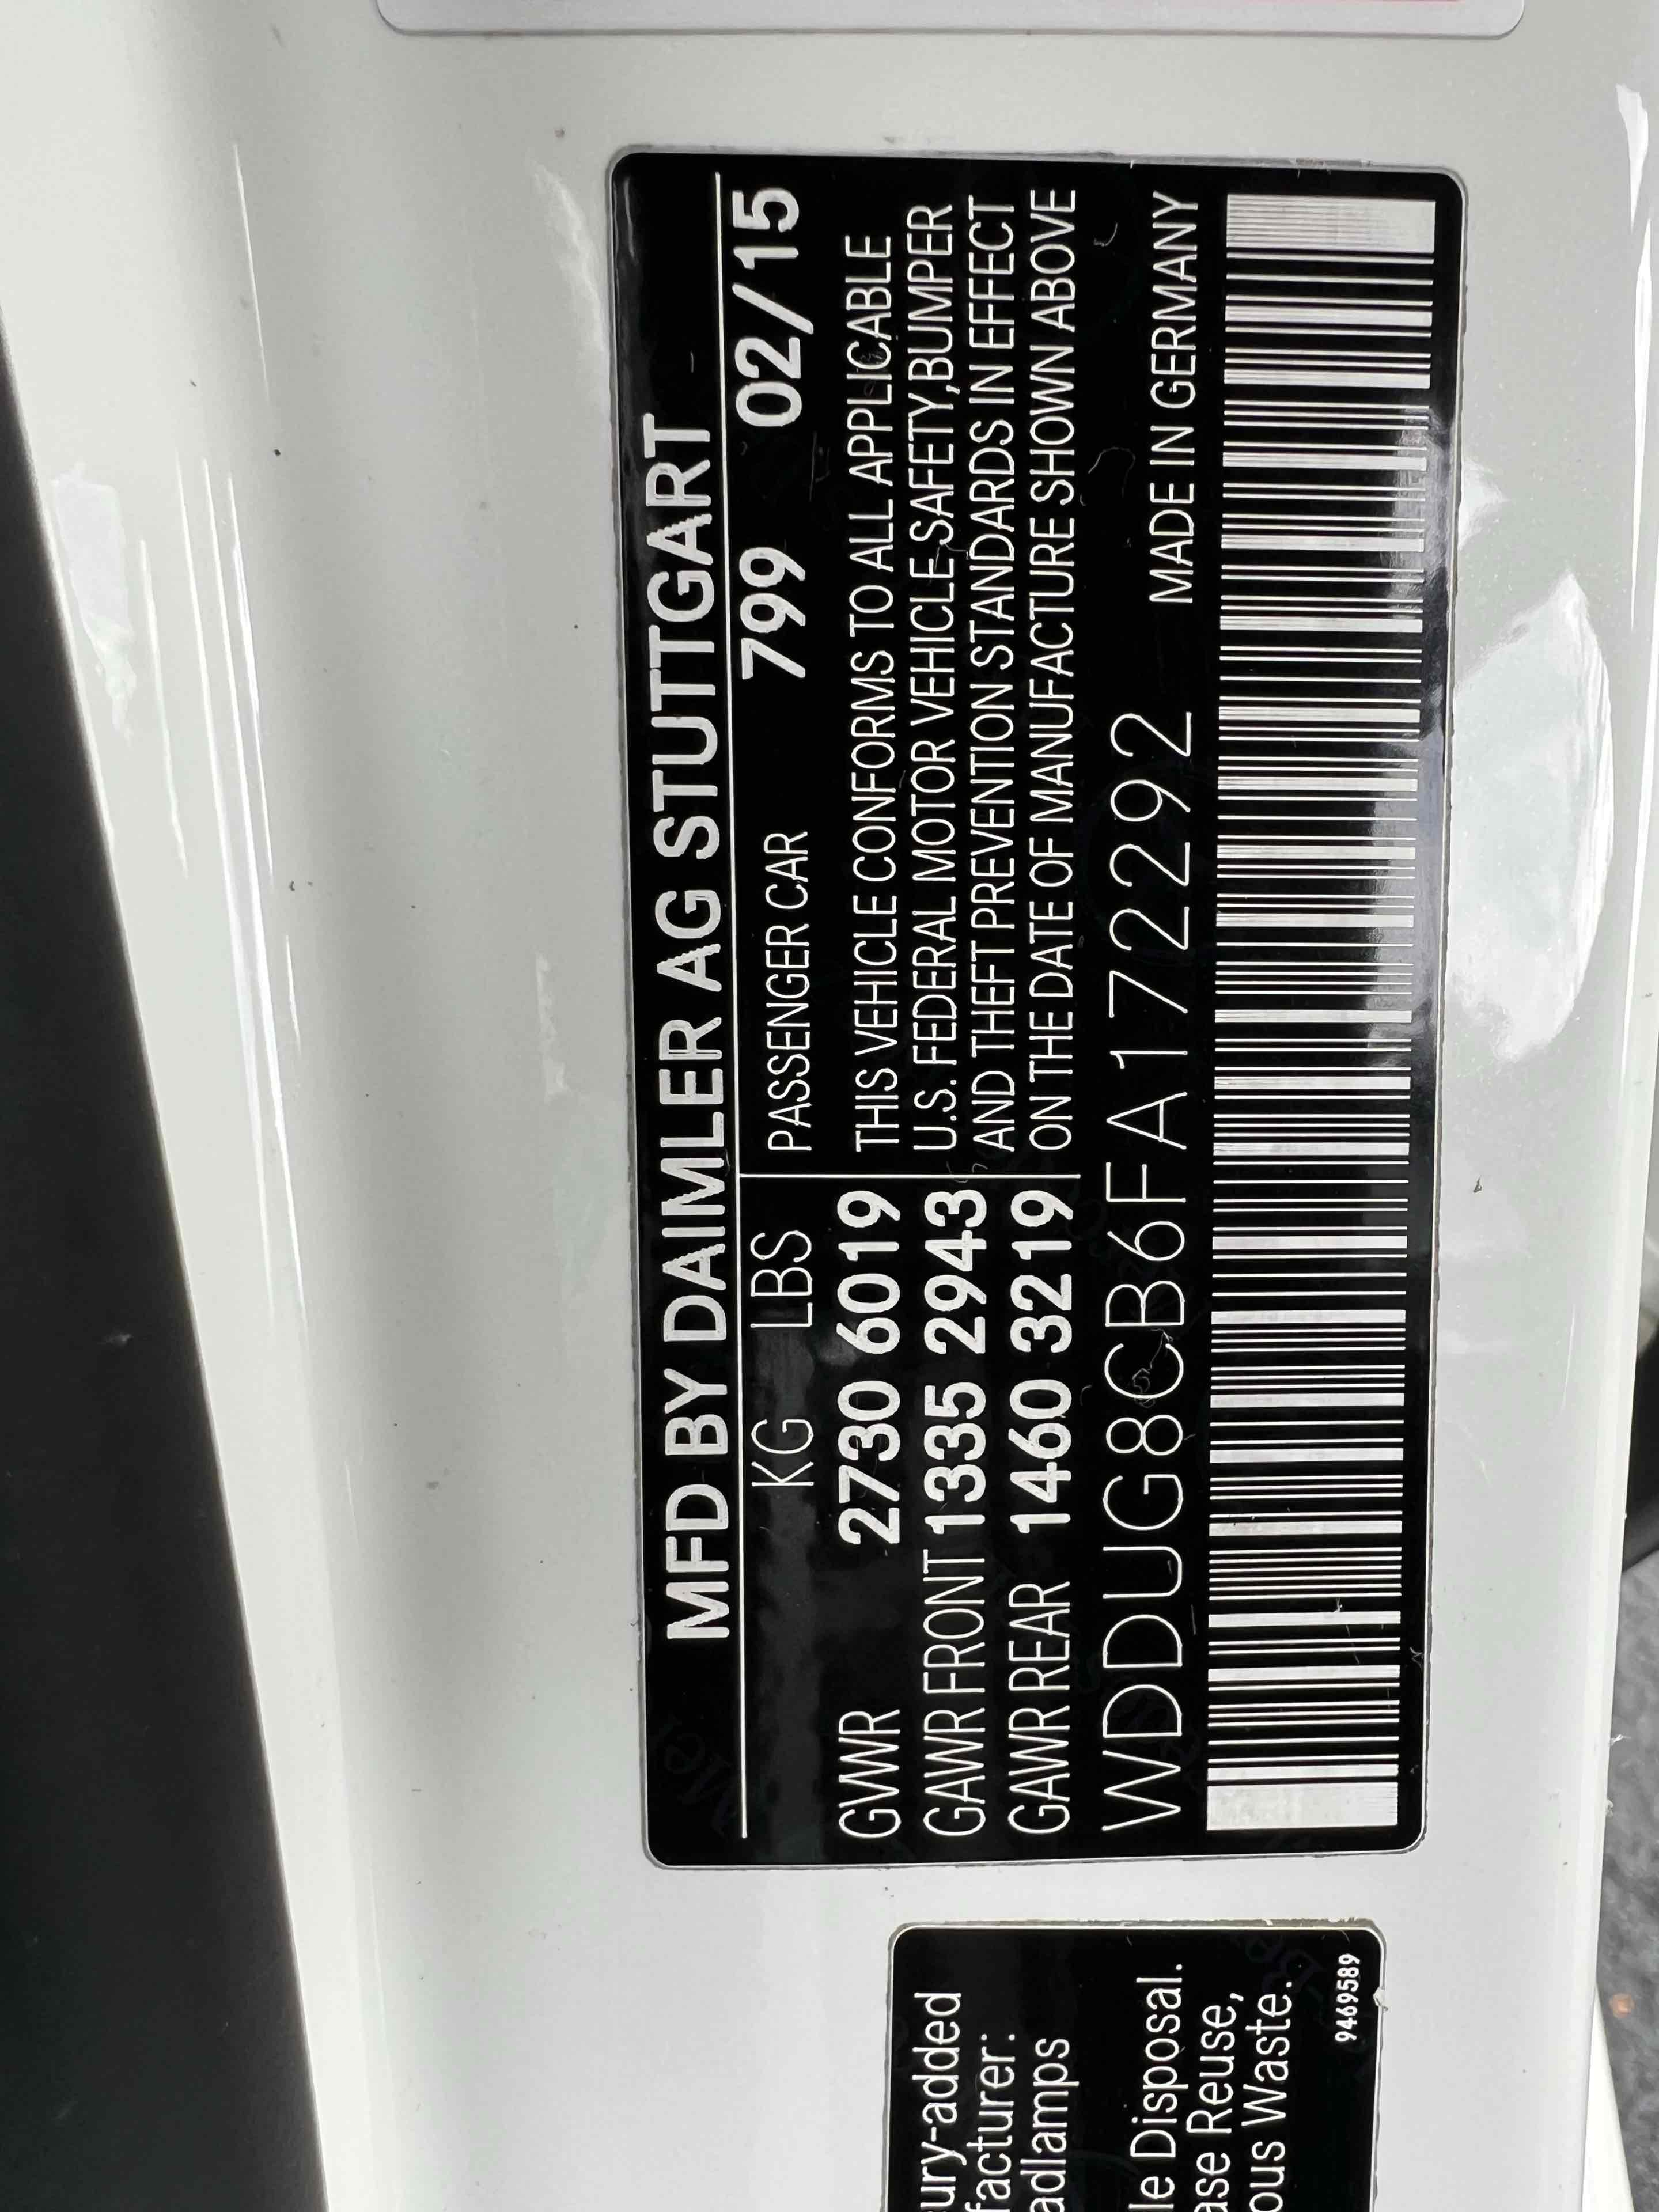 MFD BY DAIMLER AG STUTTGART
KG LBS PASSENGER CAR 799 02/15
GVWR 2730 6019
GAWR FRONT 1335 2943
GAWR REAR 1460 3219
THIS VEHICLE CONFORMS TO ALL APPLICABLE
U.S. FEDERAL MOTOR VEHICLE SAFETY,BUMPER
AND THEFT PREVENTION STANDARDS IN EFFECT
ON THE DATE OF MANUFACTURE SHOWN ABOVE
WDDUG8CB6FA172292 MADE IN GERMANY
ury-added
facturer:
adlamps
le Disposal.
ase Reuse,
ous Waste.
9469589